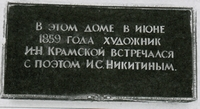 В ЭТОМ ДОМЕ В ИЮНЕ
1859 ГОДА ХУДОЖНИК
И.Н. КРАМСКОЙ ВСТРЕЧАЛСЯ
С ПОЭТОМ И.С. НИКИТИНЫМ.